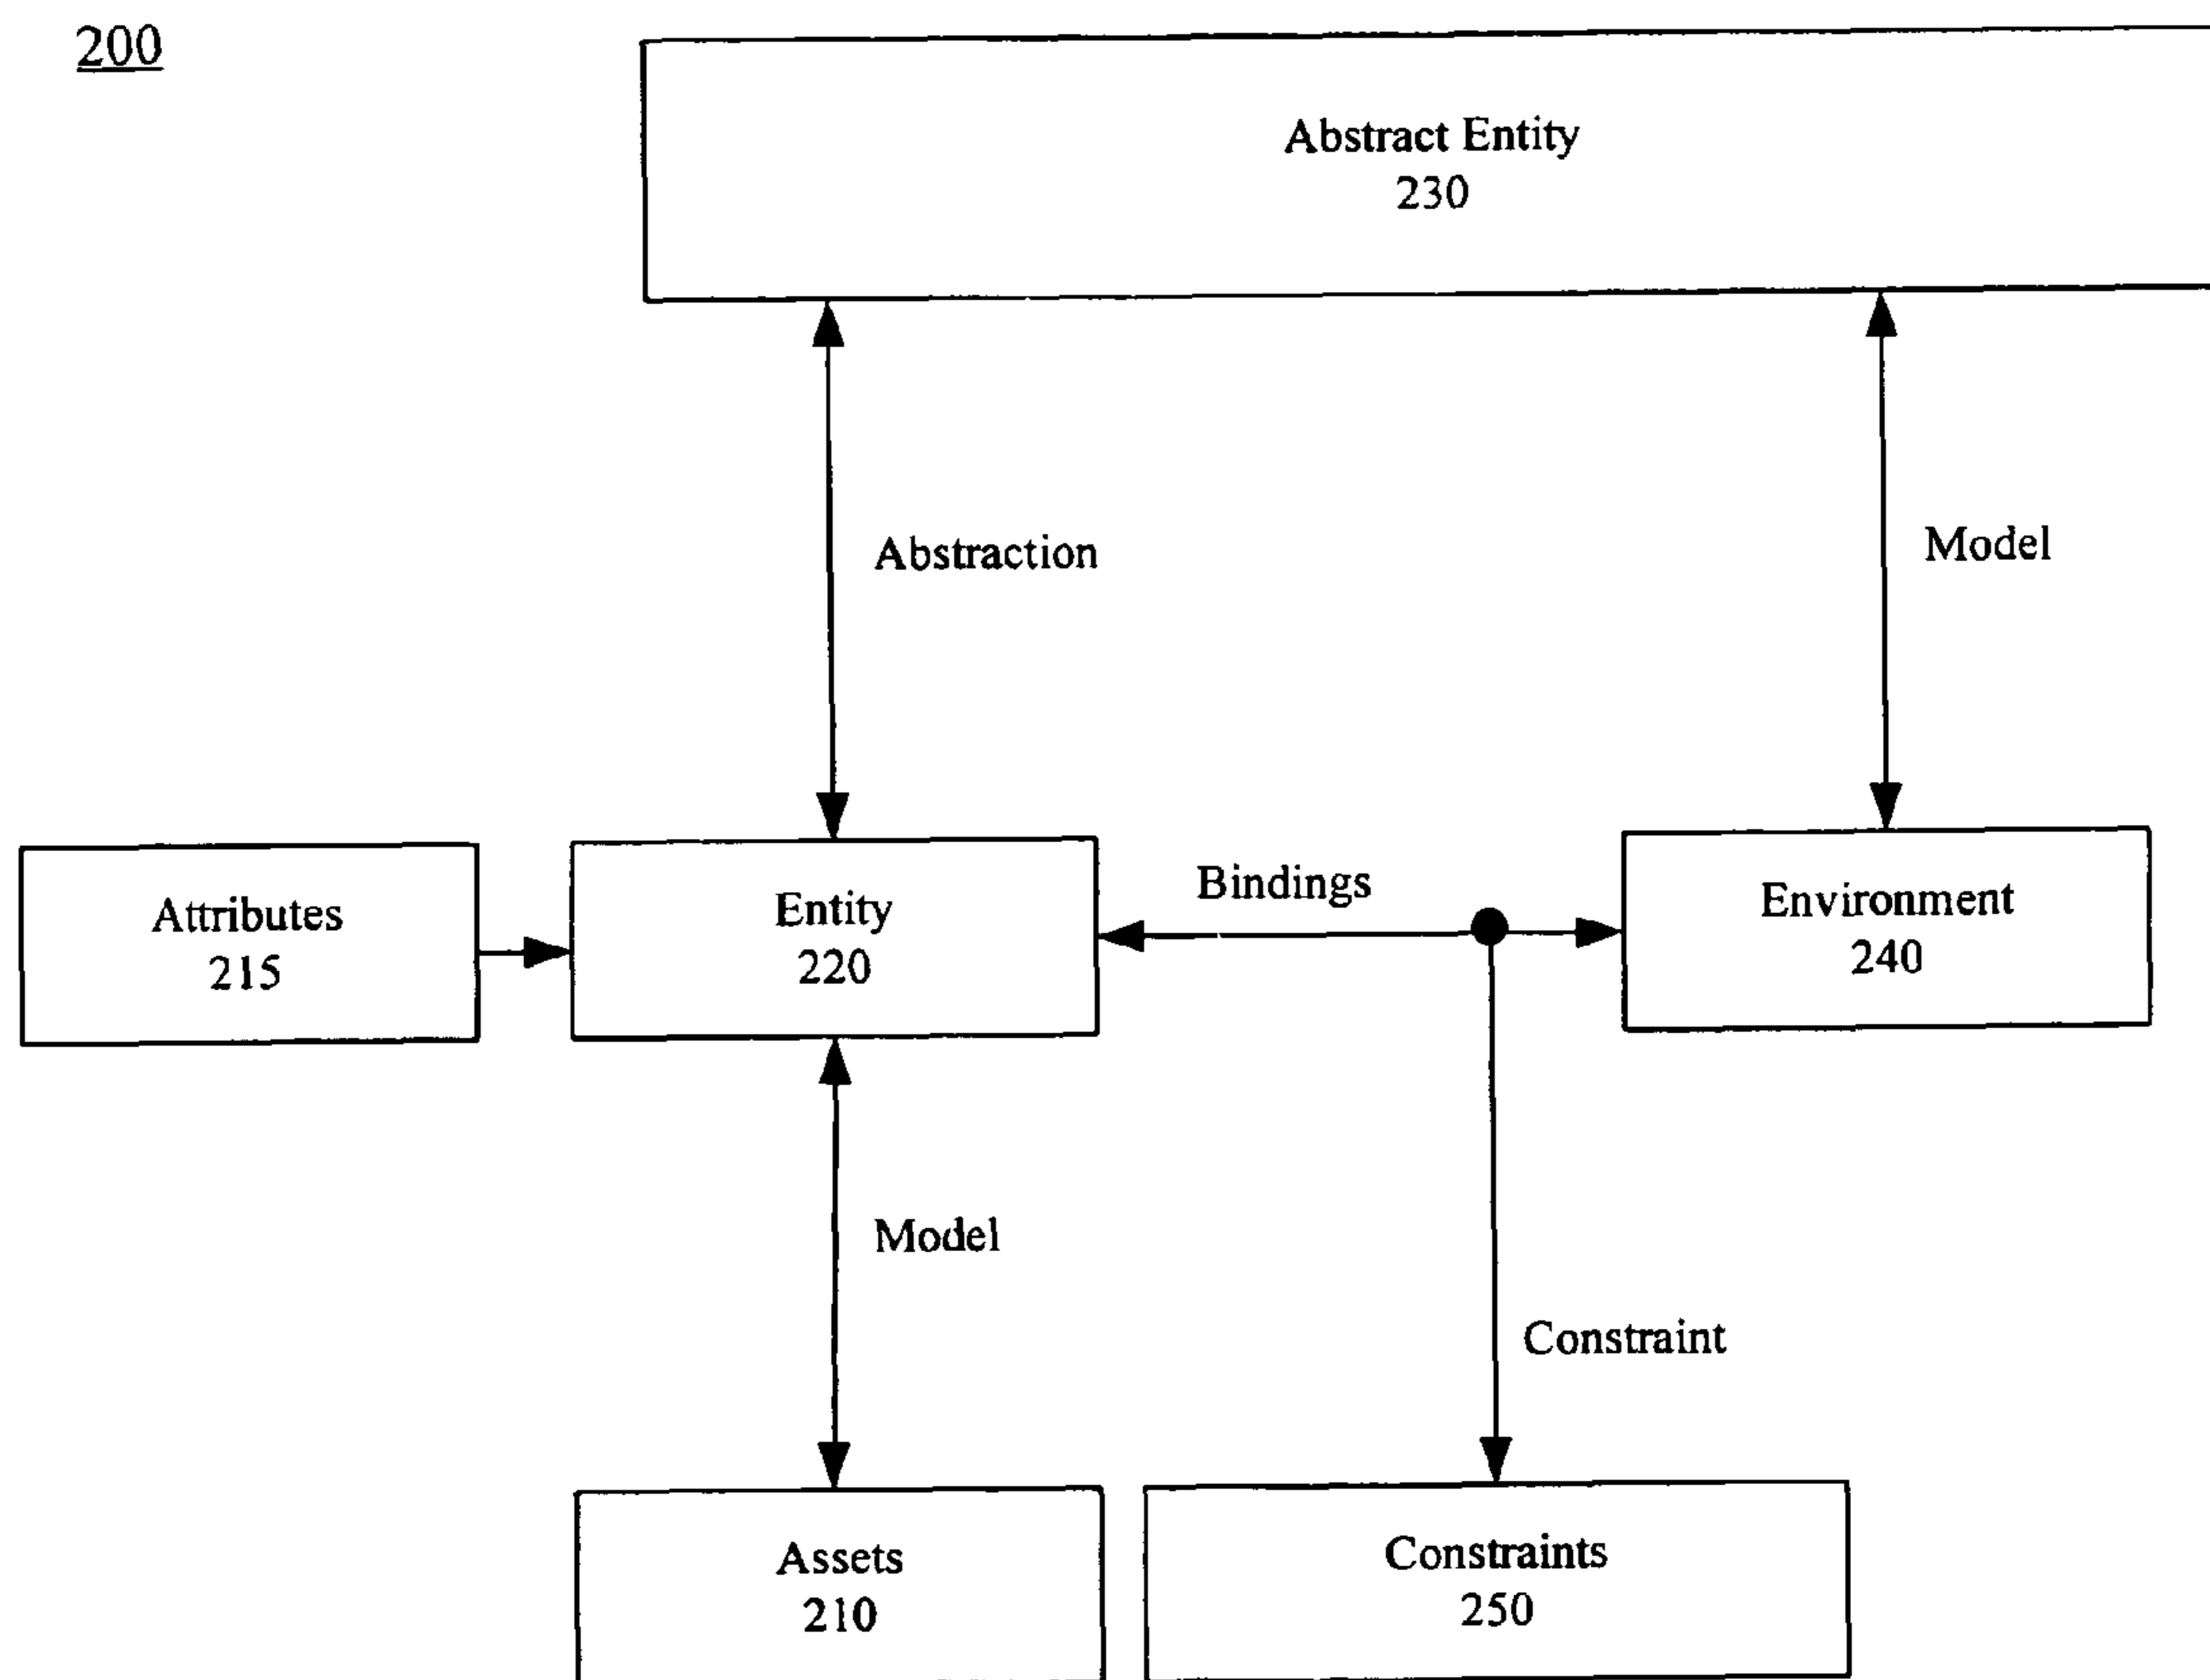 200
Abstract Entity
230
Abstraction
Model
Attributes
215
Entity
220
Bindings
Environment
240
Model
Constraint
Assets
210
Constraints
250